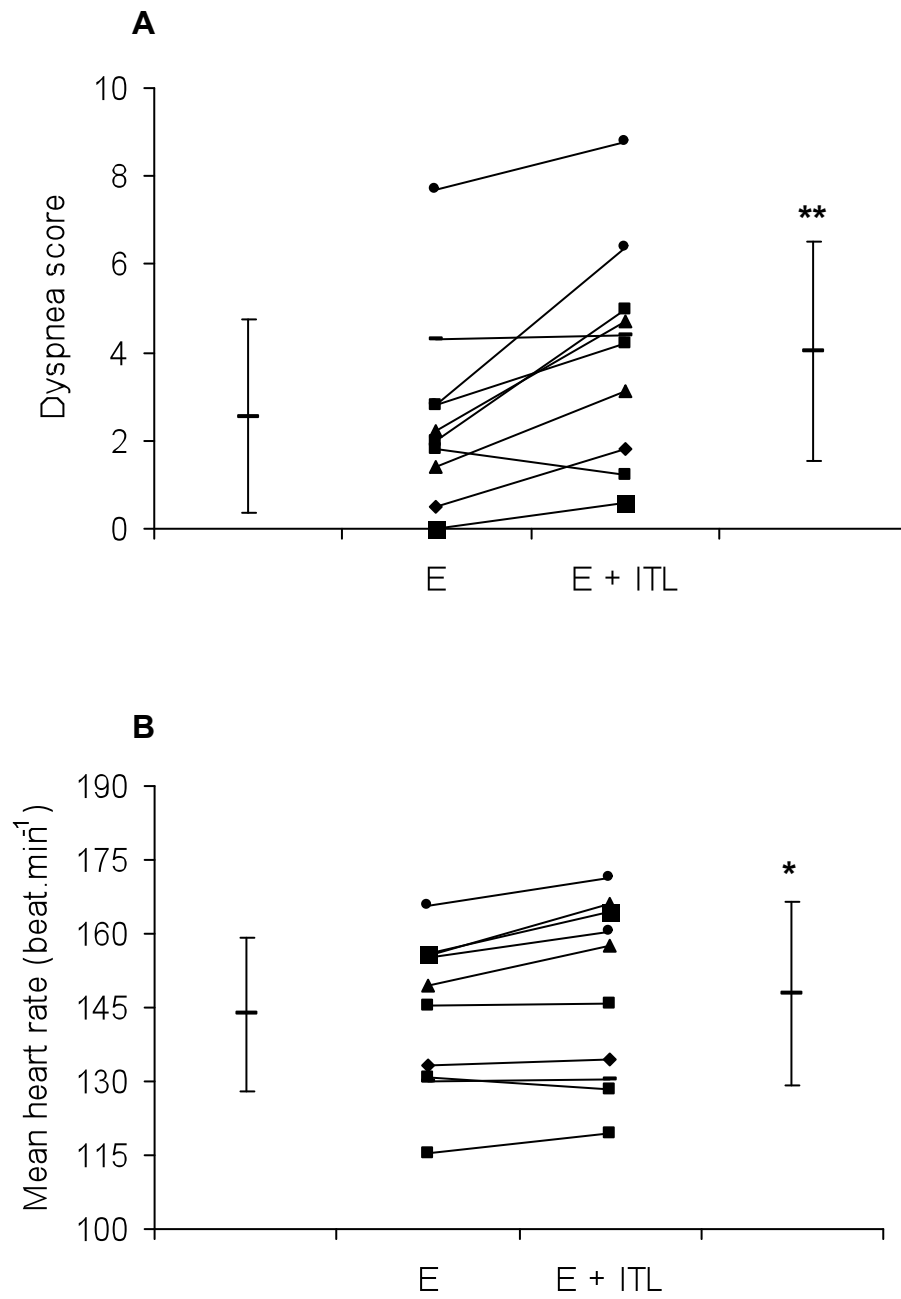 A
10
8
6
4
2
0
Dyspnea score
**
E
E + ITL
B
190
175
160
145
130
115
100
Mean heart rate (beat.min⁻¹)
*
E
E + ITL